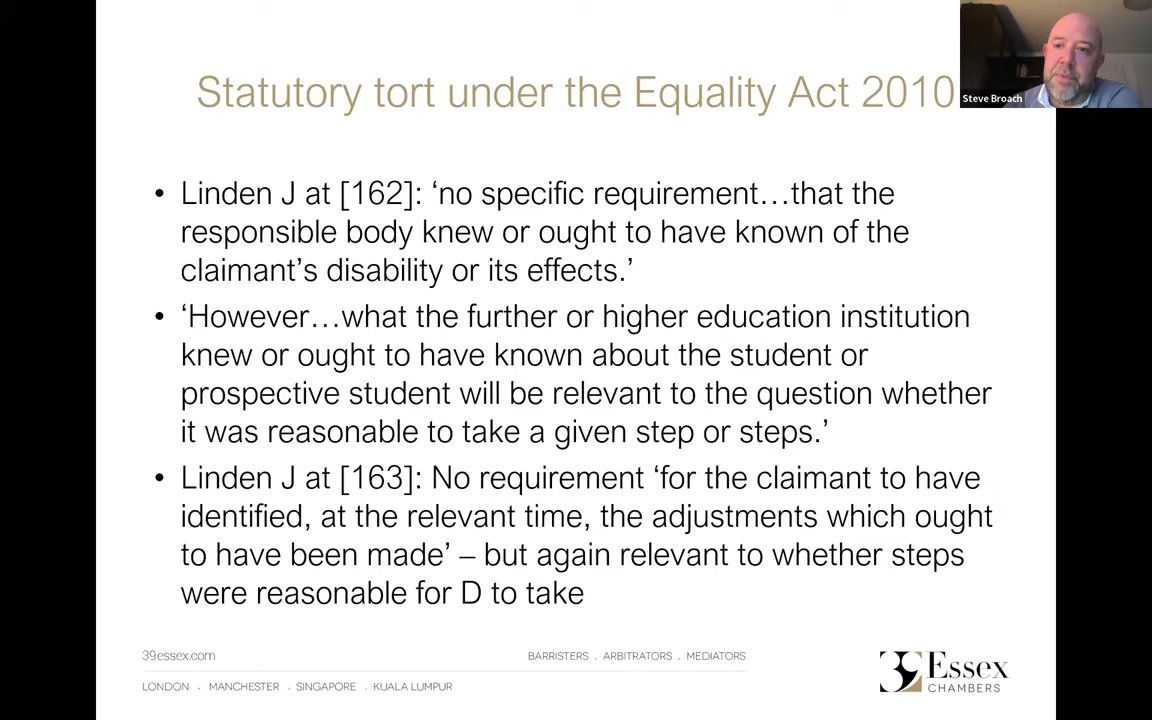 Statutory tort under the Equality Act 2010
Steve Broach
• Linden J at [162]: ‘no specific requirement…that the
responsible body knew or ought to have known of the
claimant’s disability or its effects.’
• ‘However…what the further or higher education institution
knew or ought to have known about the student or
prospective student will be relevant to the question whether
it was reasonable to take a given step or steps.’
• Linden J at [163]: No requirement ‘for the claimant to have
identified, at the relevant time, the adjustments which ought
to have been made’ – but again relevant to whether steps
were reasonable for D to take
39essex.com
BARRISTERS . ARBITRATORS . MEDIATORS
LONDON . MANCHESTER . SINGAPORE . KUALA LUMPUR
39 Essex
CHAMBERS